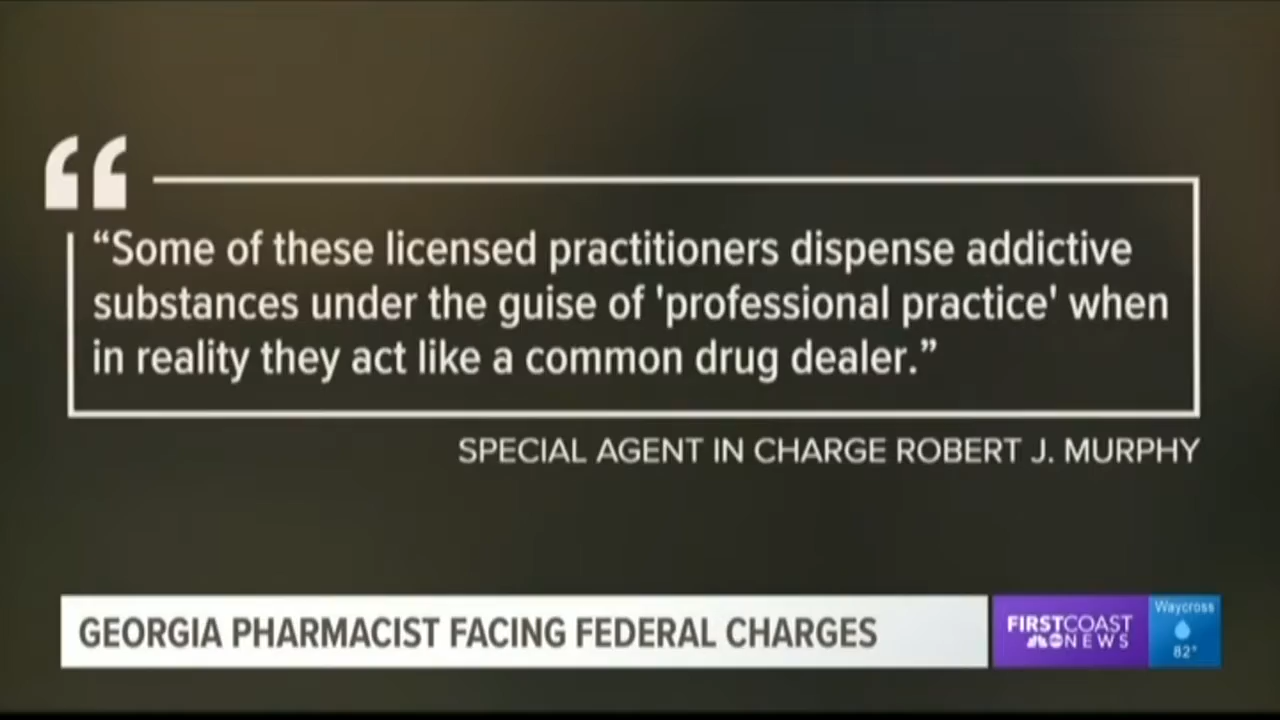 “Some of these licensed practitioners dispense addictive
substances under the guise of 'professional practice' when
in reality they act like a common drug dealer.”
SPECIAL AGENT IN CHARGE ROBERT J. MURPHY
GEORGIA PHARMACIST FACING FEDERAL CHARGES
FIRSTCOAST
NEWS
Waycross
82°